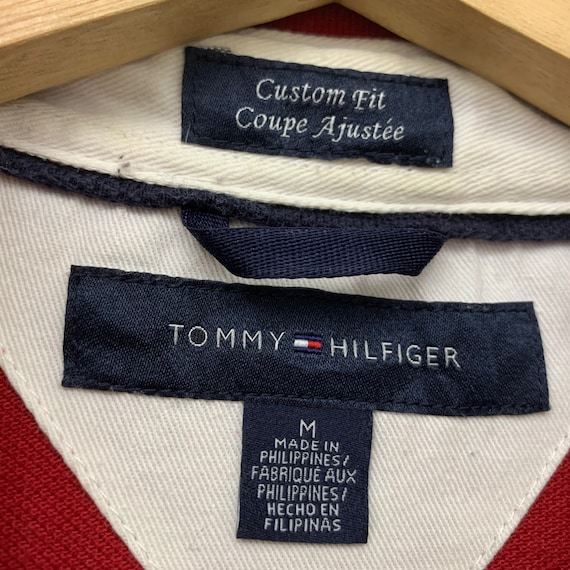 Custom Fit
Coupe Ajustée
TOMMY HILFIGER
M
MADE IN
PHILIPPINES/
FABRIQUÉ AUX
PHILIPPINES/
HECHO EN
FILIPINAS